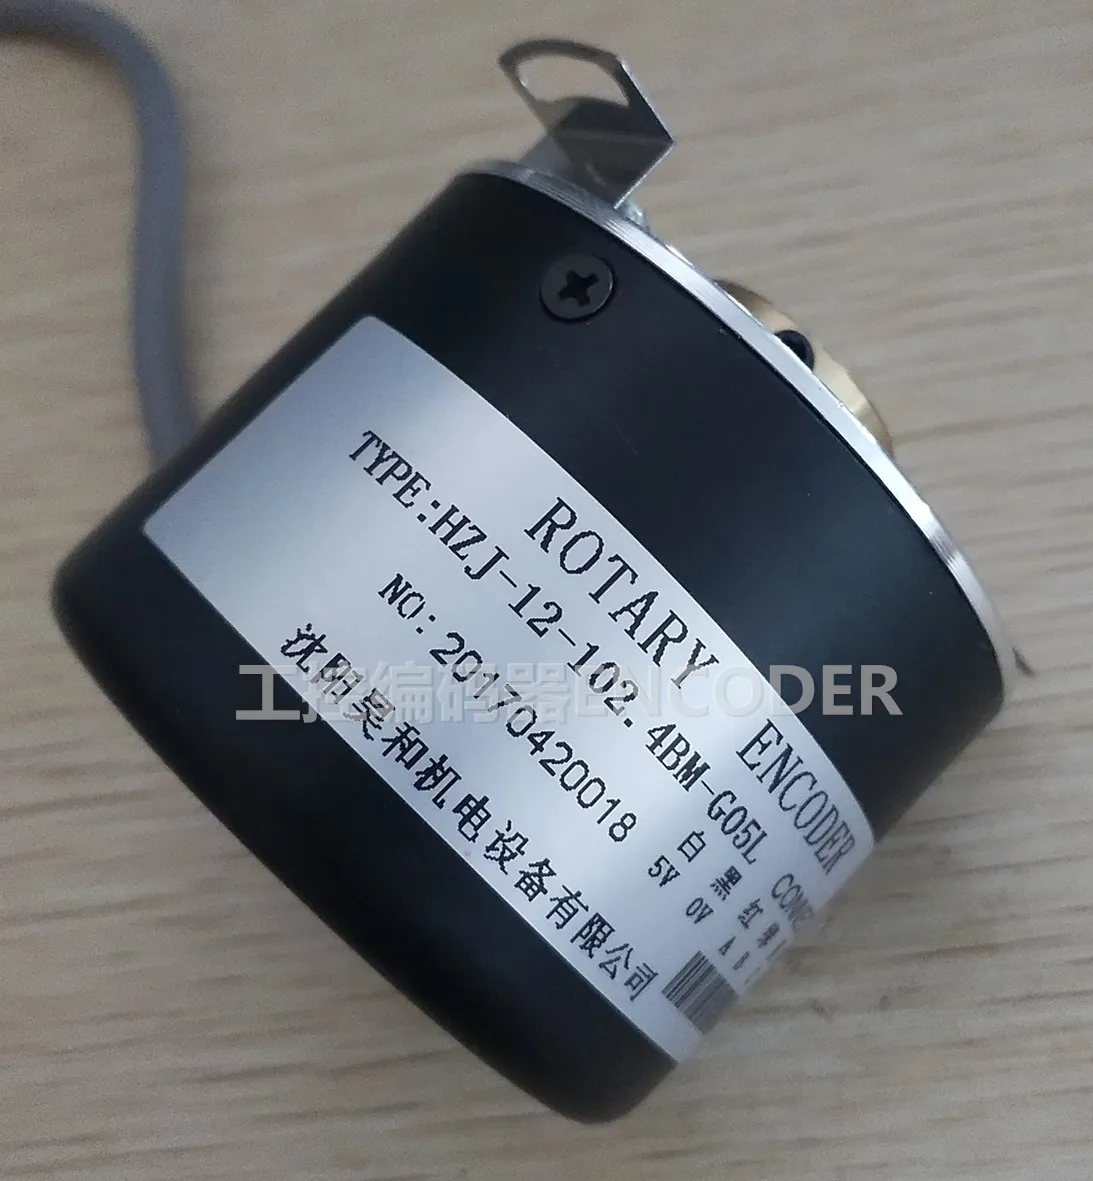 ROTARY ENCODER
TYPE:HZJ-12-102.4BM-G05L
NO: 201704200018
沈阳昊和机电设备有限公司
白 黑 红
5V 0V A B
工控编码器ENCODER